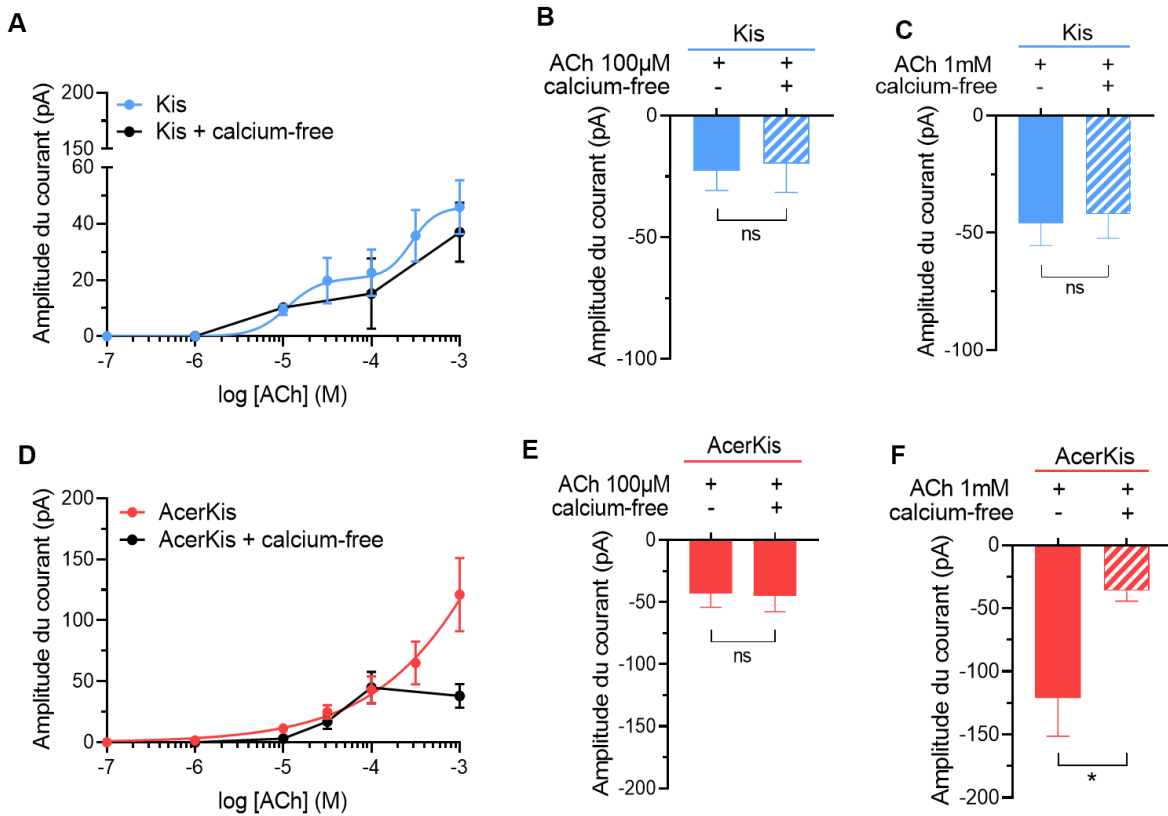 A
Amplitude du courant (pA)
200
150
60
40
20
0
Kis
Kis + calcium-free
-7 -6 -5 -4 -3
log [ACh] (M)
B
Kis
ACh 100µM + +
calcium-free - +
Amplitude du courant (pA)
0
-50
-100
ns
C
Kis
ACh 1mM + +
calcium-free - +
Amplitude du courant (pA)
0
-50
-100
ns
D
Amplitude du courant (pA)
200
150
100
50
0
AcerKis
AcerKis + calcium-free
-7 -6 -5 -4 -3
log [ACh] (M)
E
AcerKis
ACh 100µM + +
calcium-free - +
Amplitude du courant (pA)
0
-50
-100
-150
-200
ns
F
AcerKis
ACh 1mM + +
calcium-free - +
Amplitude du courant (pA)
0
-50
-100
-150
-200
*